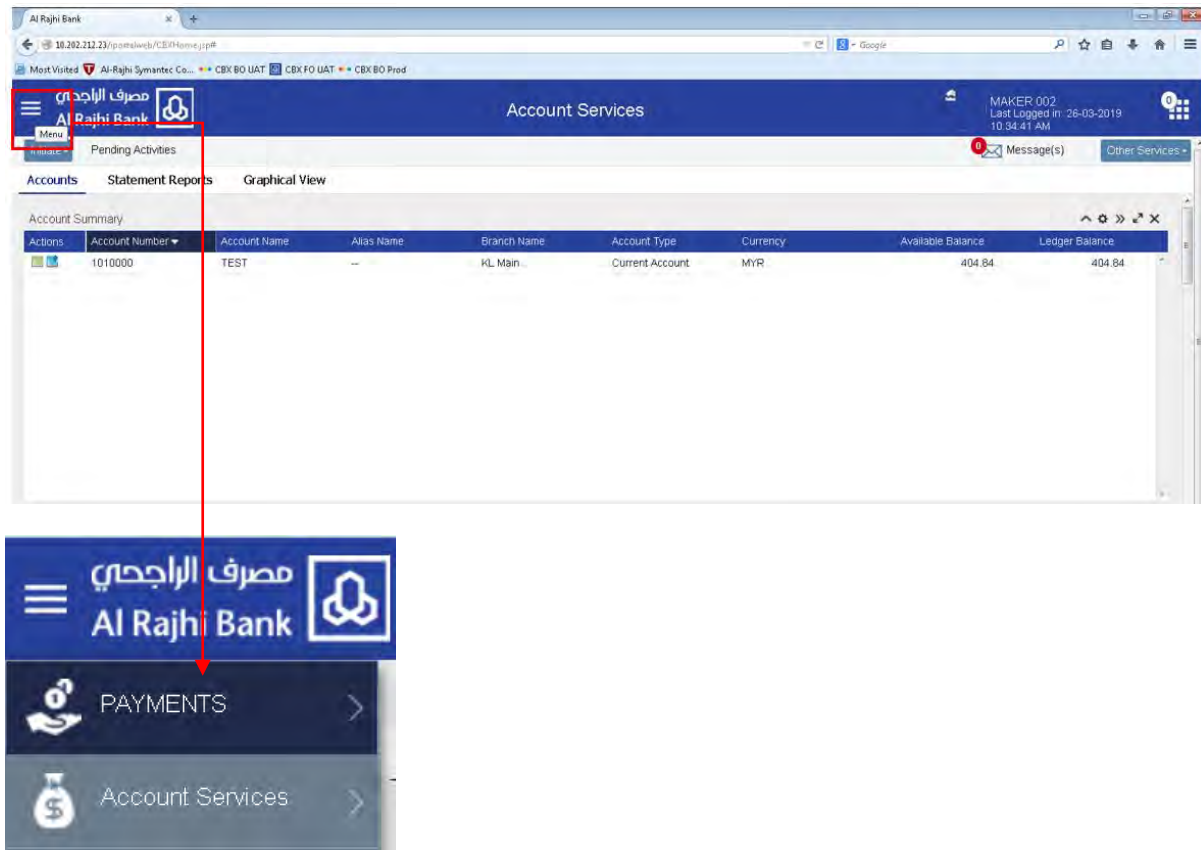 Al Rajhi Bank
10.202.212.23/iportalweb/CBXHome.jsp#
Google
Most Visited Al-Rajhi Symantec Co... CBX BO UAT CBX FO UAT CBX BO Prod
مصرف الراجحي
Al Rajhi Bank
Menu
Account Services
MAKER 002
Last Logged in: 26-03-2019
10:34:41 AM
0
Initiate
Pending Activities
0 Message(s)
Other Services
Accounts Statement Reports Graphical View
Account Summary
Actions Account Number Account Name Alias Name Branch Name Account Type Currency Available Balance Ledger Balance
1010000 TEST -- KL Main Current Account MYR 404.84 404.84
مصرف الراجحي
Al Rajhi Bank
PAYMENTS
Account Services